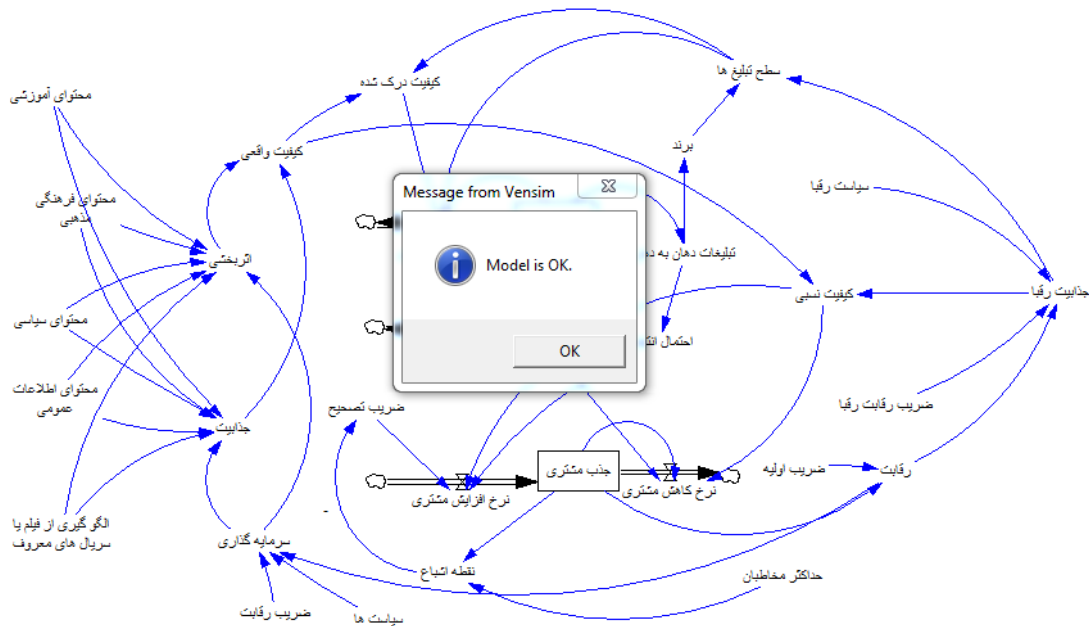 سطح تبلیغ ها
کیفیت درک شده
محتوای آموزشی
برند
کیفیت واقعی
سیاست رقبا
Message from Vensim
محتوای فرهنگی
مذهبی
تبلیغات دهان به
اثربخشی
Model is OK.
کیفیت نسبی
جذابیت رقبا
محتوای سیاسی
احتمال
OK
محتوای اطلاعات
عمومی
ضریب تصحیح
ضریب رقابت رقبا
جذابیت
جذب مشتری
ضریب اولیه
رقابت
نرخ افزایش مشتری
نرخ کاهش مشتری
الگو گیری از فیلم یا
سریال های معروف
سرمایه گذاری
نقطه اشباع
حداکثر مخاطبان
ضریب رقابت
سیاست ها